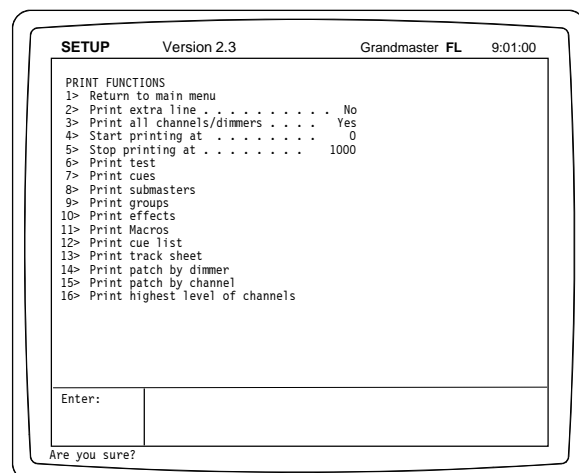 SETUP Version 2.3 Grandmaster FL 9:01:00
PRINT FUNCTIONS
1> Return to main menu
2> Print extra line . . . . . . . . . . No
3> Print all channels/dimmers . . . . Yes
4> Start printing at . . . . . . . . 0
5> Stop printing at . . . . . . . . 1000
6> Print test
7> Print cues
8> Print submasters
9> Print groups
10> Print effects
11> Print Macros
12> Print cue list
13> Print track sheet
14> Print patch by dimmer
15> Print patch by channel
16> Print highest level of channels
Enter:
Are you sure?